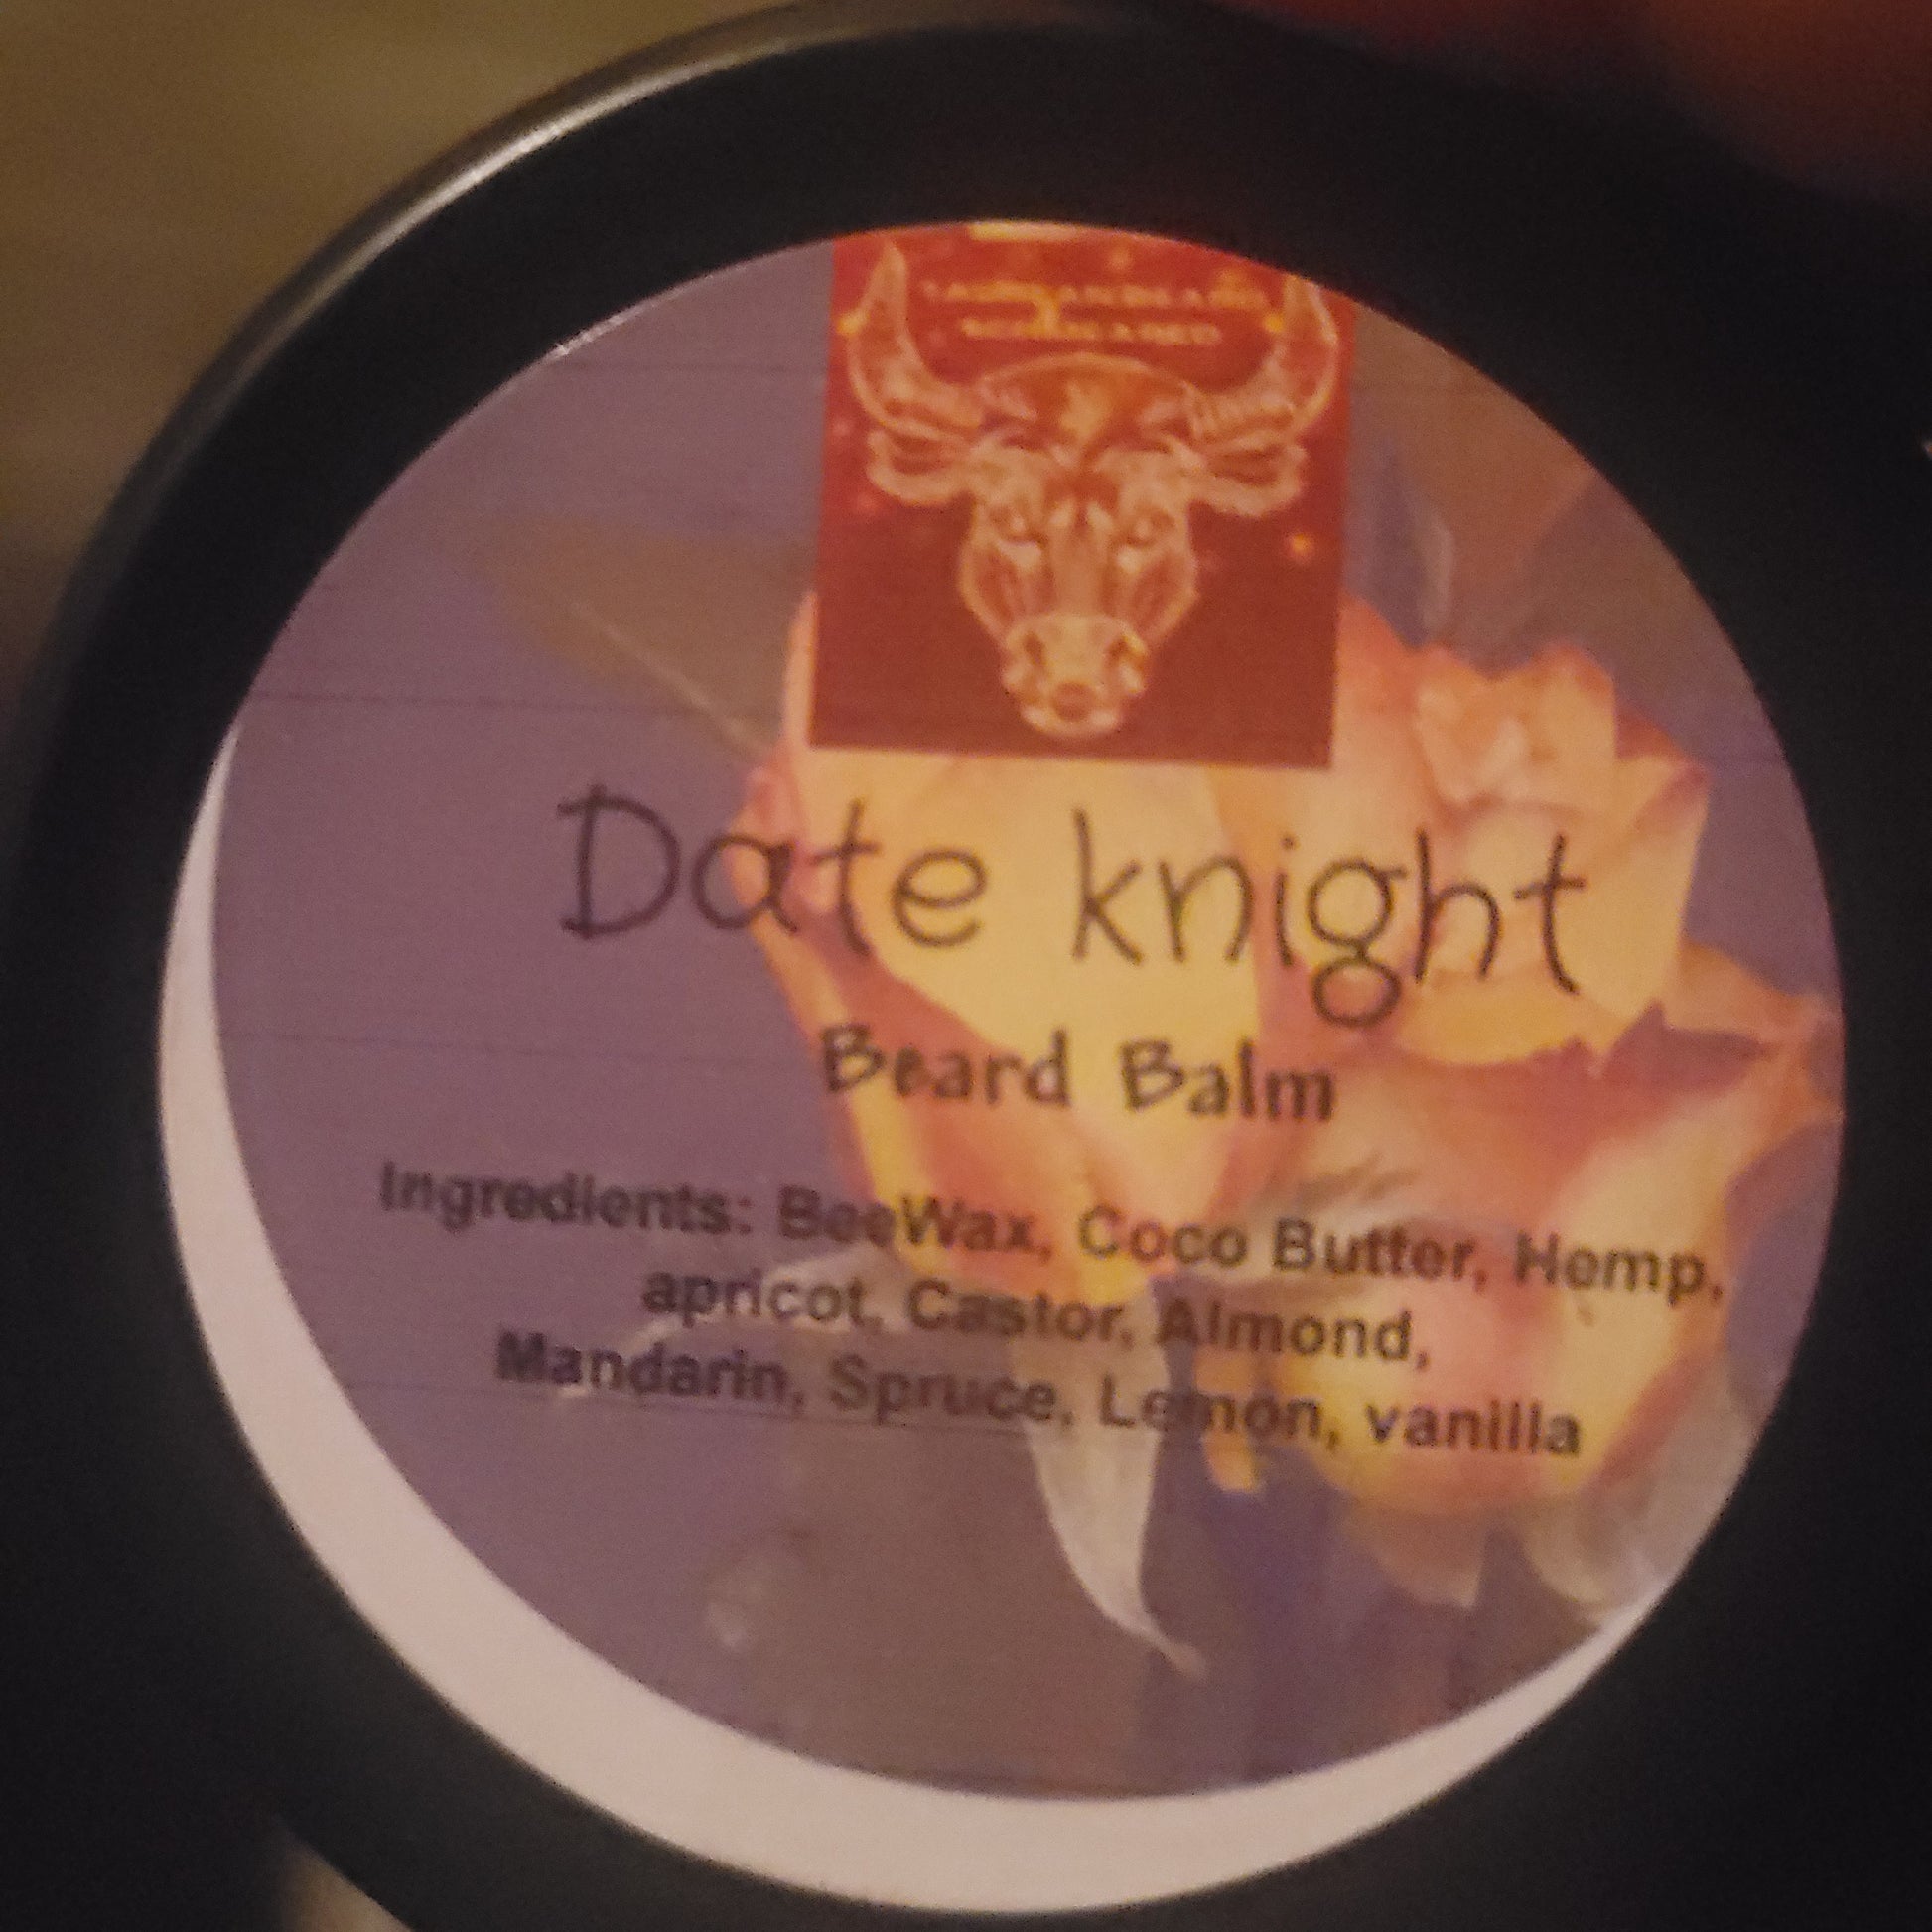 Date knight
Beard Balm
Ingredients: BeeWax, Coco Butter, Hemp,
apricot, Castor, Almond,
Mandarin, Spruce, Lemon, vanilla